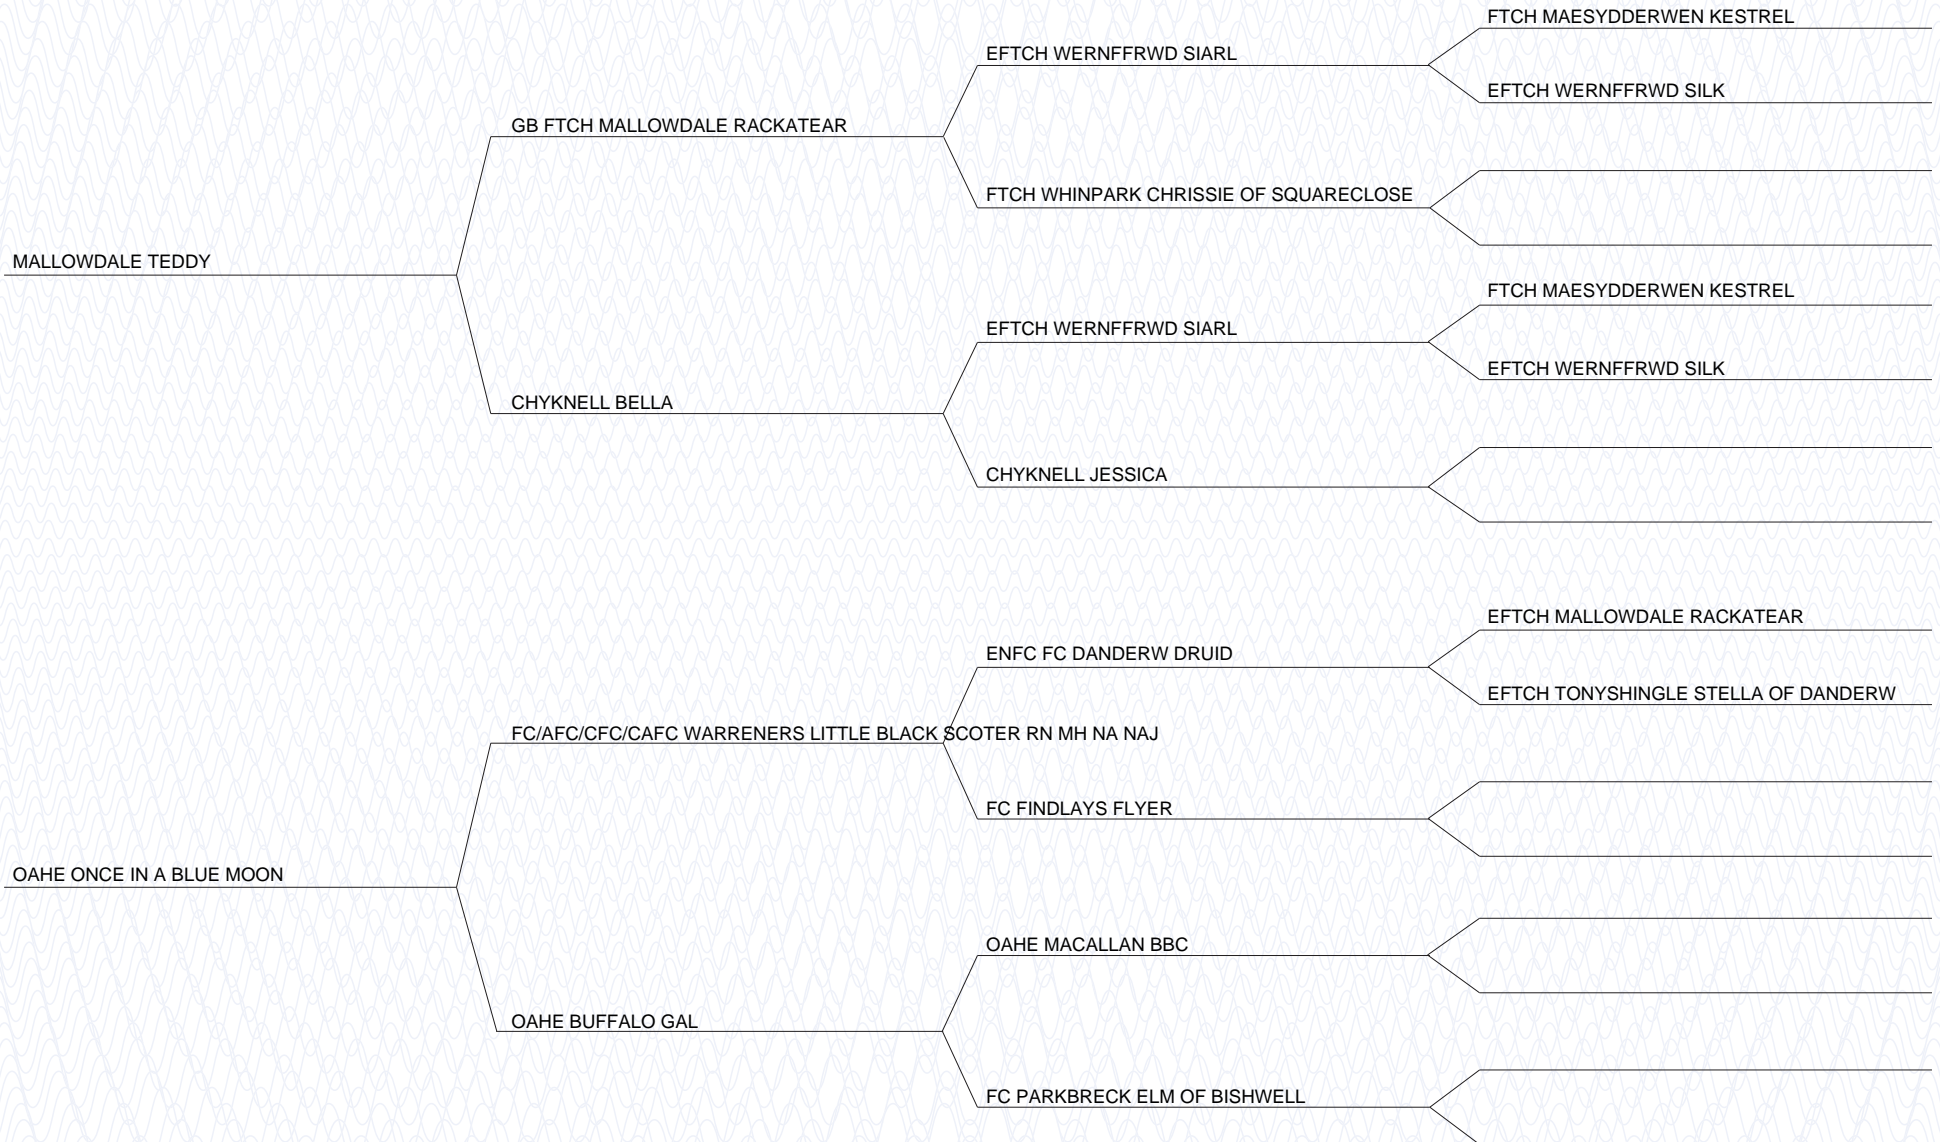 FTCH MAESYDDERWEN KESTREL
EFTCH WERNFFRWD SIARL
EFTCH WERNFFRWD SILK
GB FTCH MALLOWDALE RACKATEAR
FTCH WHINPARK CHRISSIE OF SQUARECLOSE
MALLOWDALE TEDDY
FTCH MAESYDDERWEN KESTREL
EFTCH WERNFFRWD SIARL
EFTCH WERNFFRWD SILK
CHYKNELL BELLA
CHYKNELL JESSICA
EFTCH MALLOWDALE RACKATEAR
ENFC FC DANDERW DRUID
EFTCH TONYSHINGLE STELLA OF DANDERW
FC/AFC/CFC/CAFC WARRENERS LITTLE BLACK SCOTER RN MH NA NAJ
FC FINDLAYS FLYER
OAHE ONCE IN A BLUE MOON
OAHE MACALLAN BBC
OAHE BUFFALO GAL
FC PARKBRECK ELM OF BISHWELL